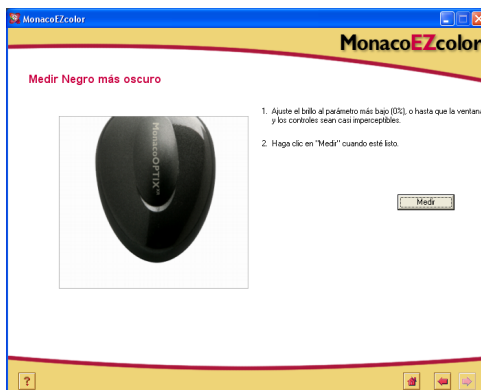 MonacoEZcolor
MonacoEZcolor
Medir Negro más oscuro
1. Ajuste el brillo al parámetro más bajo (0%), o hasta que la ventana
y los controles sean casi imperceptibles.
2. Haga clic en "Medir" cuando esté listo.
MonacoOPTIX
Medir
?